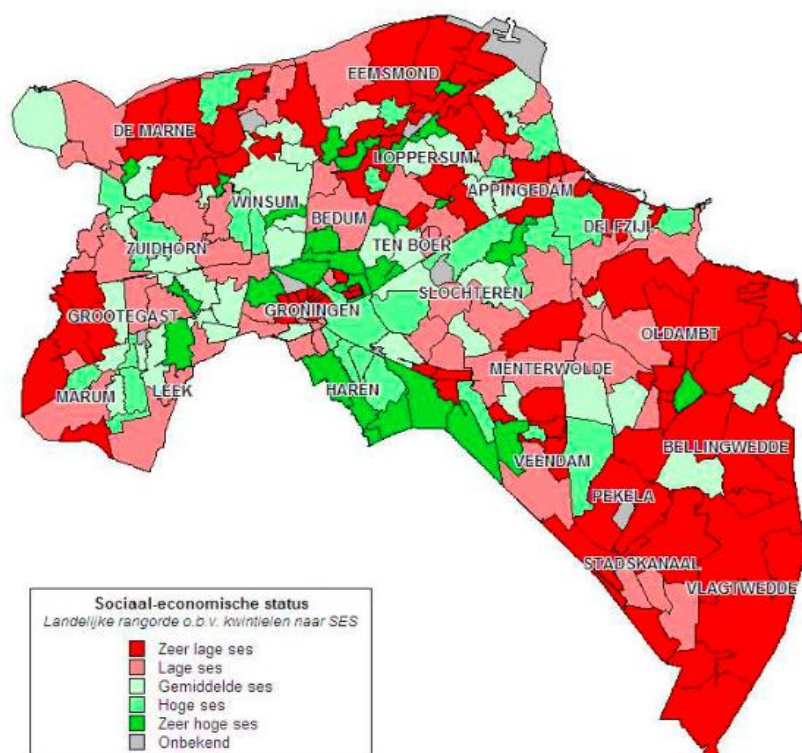 EEMSMOND
DE MARNE
LOPPERSUM
APPINGEDAM
WINSUM
BEDUM
DELFZIJL
TEN BOER
ZUIDHORN
SLOCHTEREN
GROOTEGAST
GRONINGEN
OLDAMBT
MENTERWOLDE
MARUM
LEEK
HAREN
BELLINGWEDDE
VEENDAM
PEKELA
STADSKANAAL
VLAGTWEDDE
Sociaal-economische status
Landelijke rangorde o.b.v. kwintielen naar SES
Zeer lage ses
Lage ses
Gemiddelde ses
Hoge ses
Zeer hoge ses
Onbekend